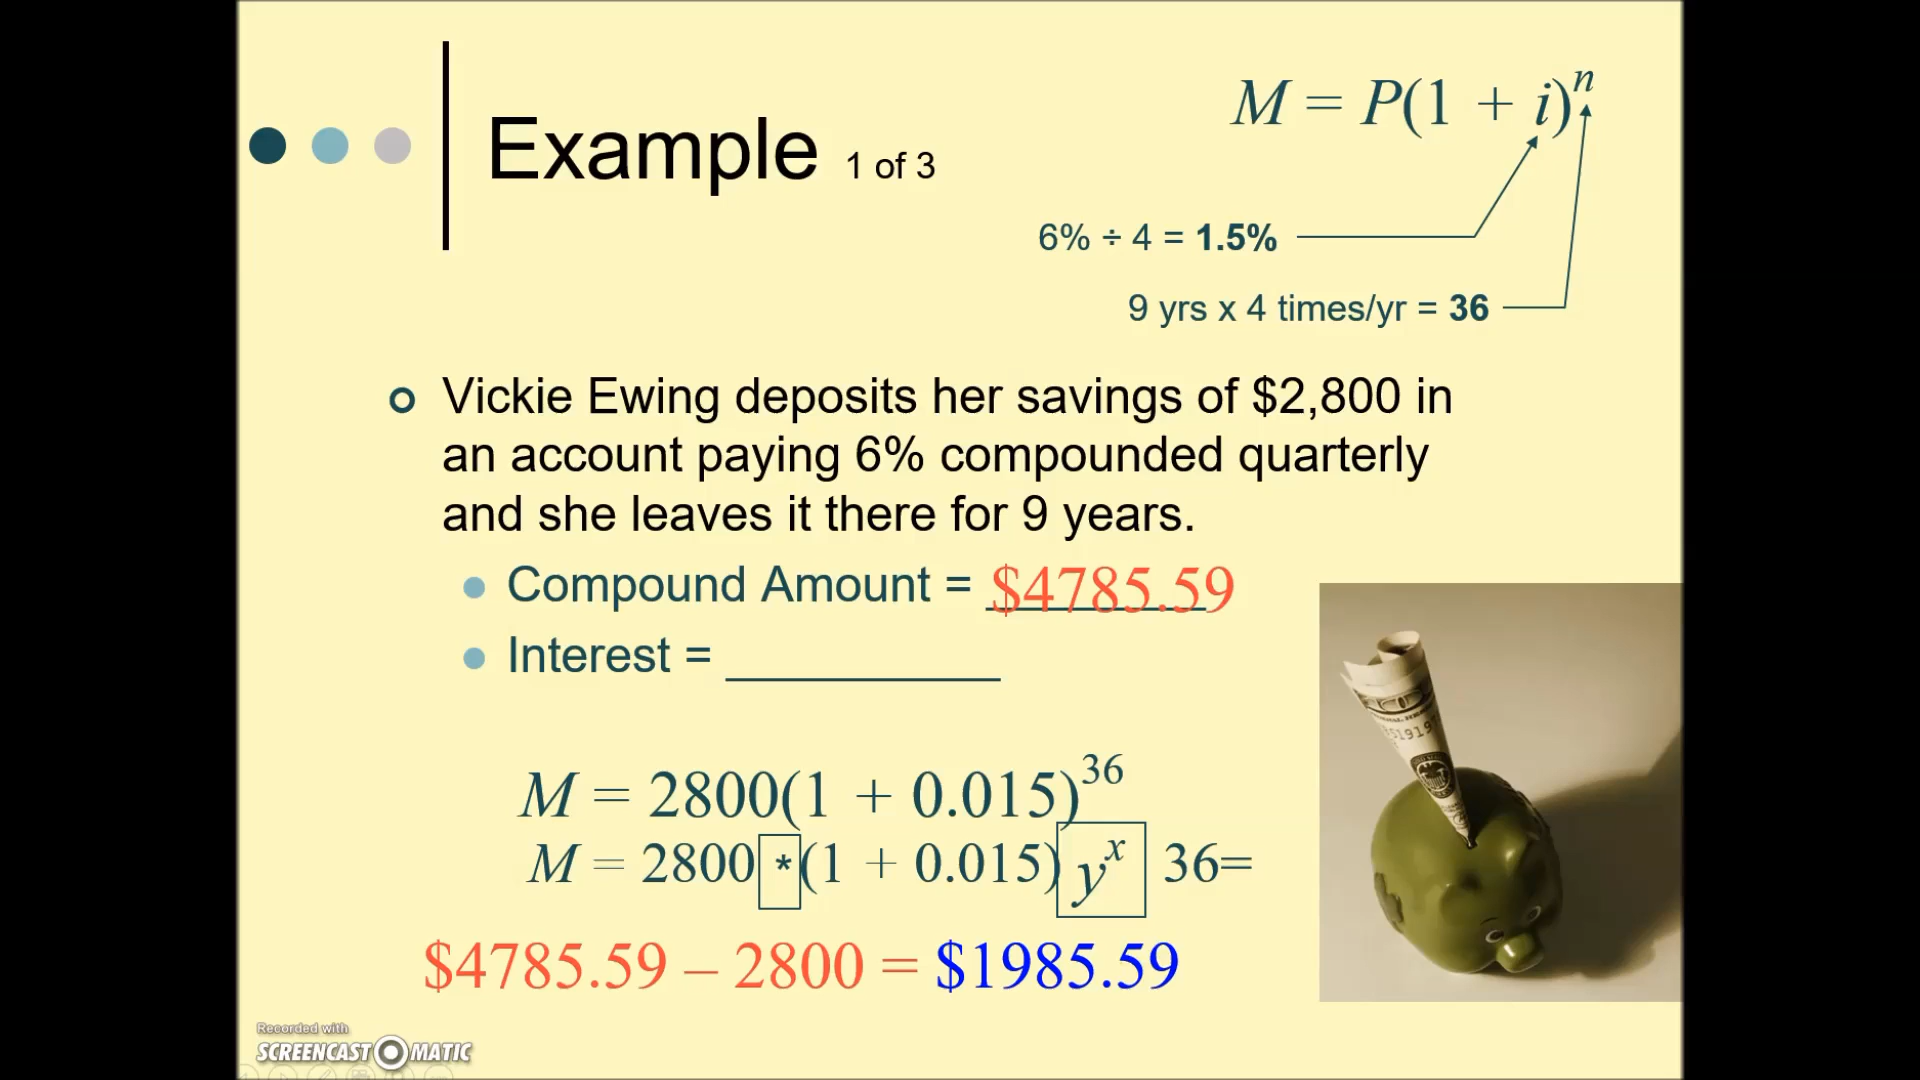 Example 1 of 3
M = P(1 + i)^n
6% ÷ 4 = 1.5%
9 yrs x 4 times/yr = 36
Vickie Ewing deposits her savings of $2,800 in
an account paying 6% compounded quarterly
and she leaves it there for 9 years.
Compound Amount = $4785.59
Interest = __________
M = 2800(1 + 0.015)^36
M = 2800 * (1 + 0.015) y^x 36=
$4785.59 – 2800 = $1985.59
Recorded with
SCREENCAST MATIC